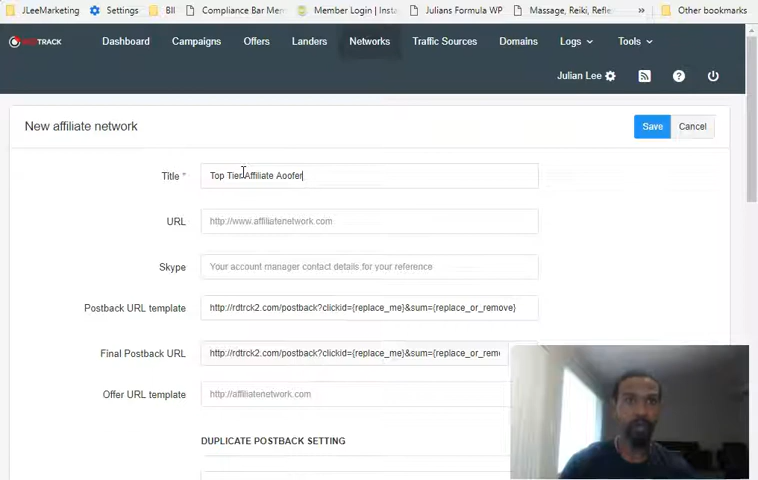 JLeeMarketing Settings BII Compliance Bar Mem Member Login | Insta Julians Formula WP Massage, Reiki, Refle » Other bookmarks
REDTRACK Dashboard Campaigns Offers Landers Networks Traffic Sources Domains Logs Tools
Julian Lee
New affiliate network Save Cancel
Title * Top Tier Affiliate Aoofer
URL http://www.affiliatenetwork.com
Skype Your account manager contact details for your reference
Postback URL template http://rdtrck2.com/postback?clickid={replace_me}&sum={replace_or_remove}
Final Postback URL http://rdtrck2.com/postback?clickid={replace_me}&sum={replace_or_rem
Offer URL template http://affiliatenetwork.com
DUPLICATE POSTBACK SETTING